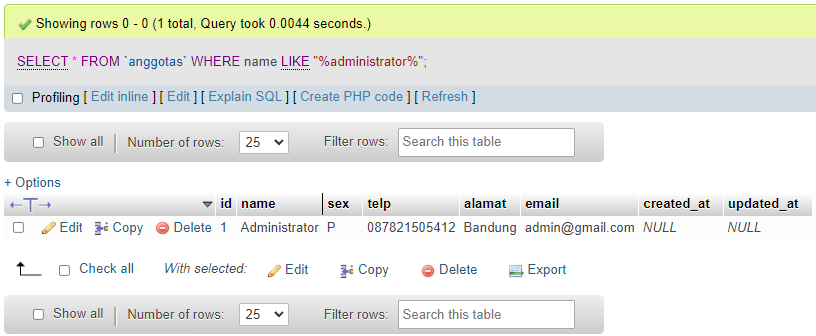 Showing rows 0 - 0 (1 total, Query took 0.0044 seconds.)
SELECT * FROM `anggotas` WHERE name LIKE "%administrator%";
Profiling [ Edit inline ] [ Edit ] [ Explain SQL ] [ Create PHP code ] [ Refresh ]
Show all Number of rows: 25 Filter rows: Search this table
+ Options
id name sex telp alamat email created_at updated_at
Edit Copy Delete 1 Administrator P 087821505412 Bandung admin@gmail.com NULL NULL
Check all With selected: Edit Copy Delete Export
Show all Number of rows: 25 Filter rows: Search this table